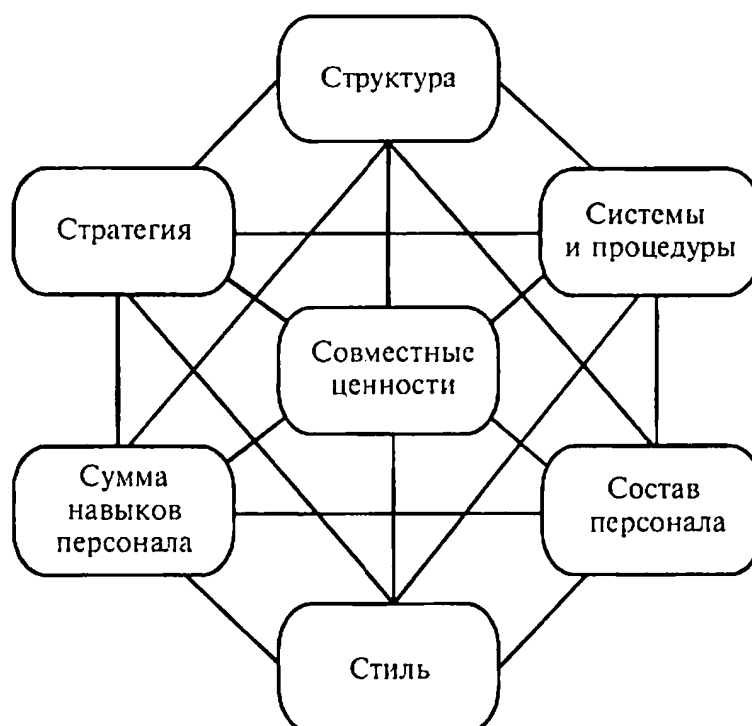 Структура
Стратегия
Системы
и процедуры
Совместные
ценности
Сумма
навыков
персонала
Состав
персонала
Стиль